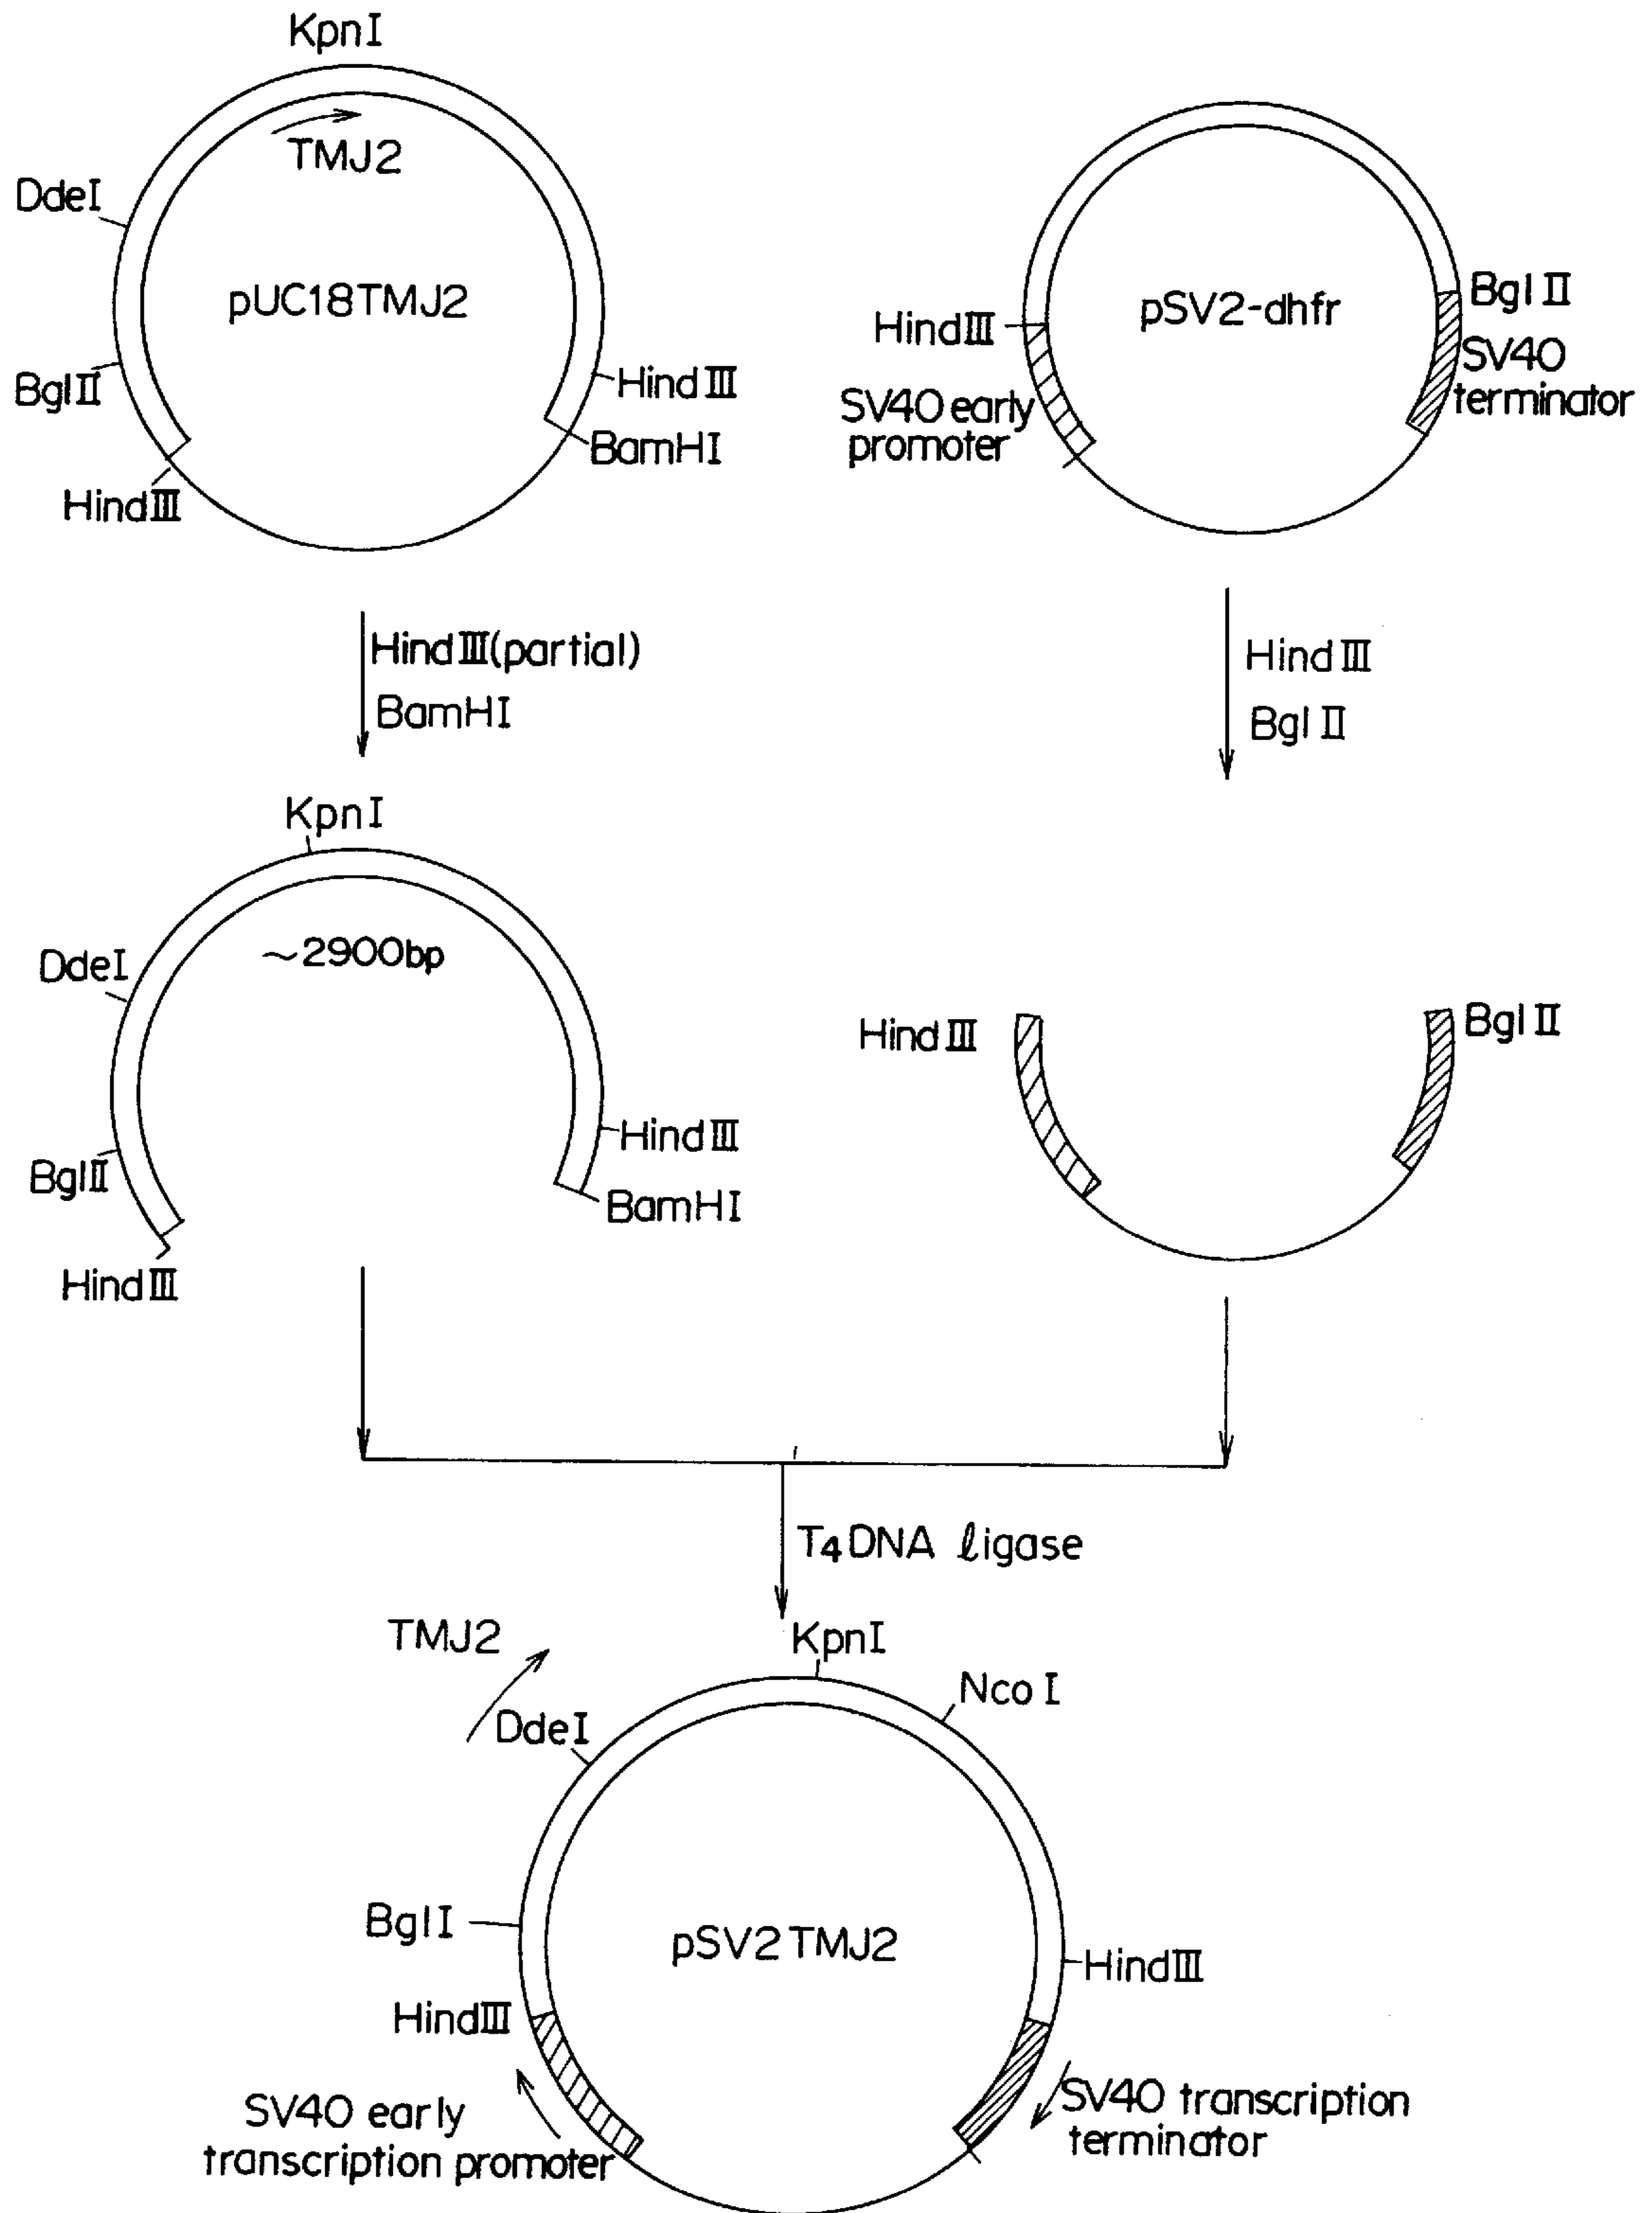 KpnI
TMJ2
DdeI
pUC18TMJ2
BglII
HindIII
BamHI
HindIII
pSV2-dhfr
HindIII
BglII
SV40
terminator
SV40 early
promoter
HindIII(partial)
BamHI
HindIII
BglII
KpnI
DdeI
~2900bp
HindIII
BglII
BamHI
HindIII
HindIII
BglII
T4DNA ligase
TMJ2
KpnI
NcoI
DdeI
BglI
pSV2TMJ2
HindIII
HindIII
SV40 early
transcription promoter
SV40 transcription
terminator